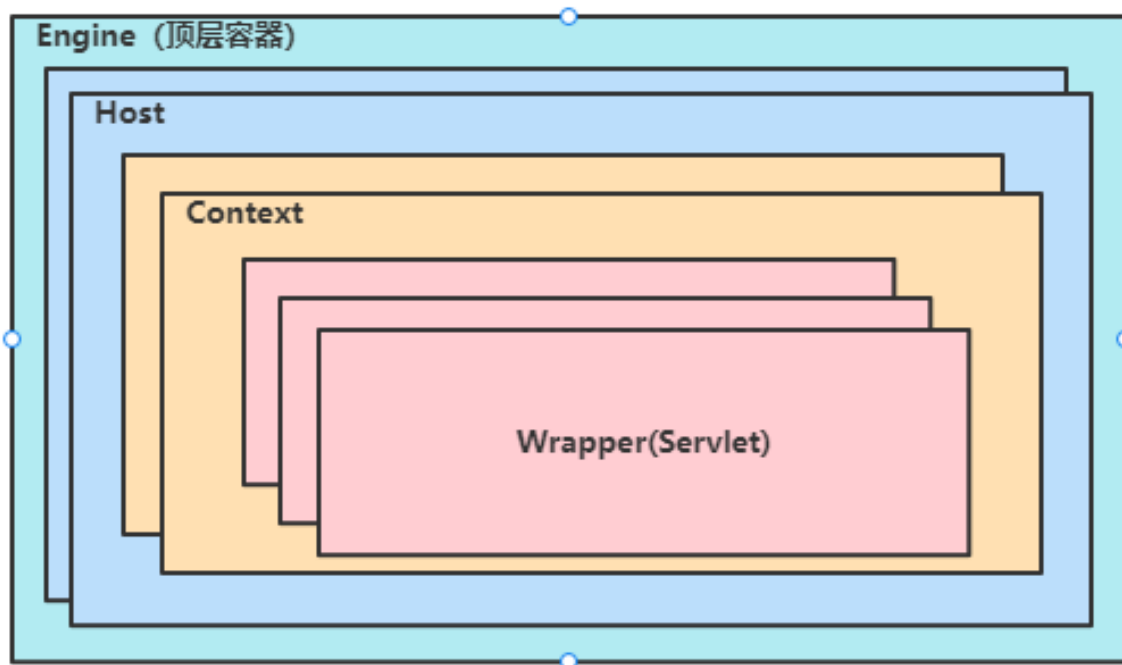 Engine（顶层容器）
Host
Context
Wrapper(Servlet)